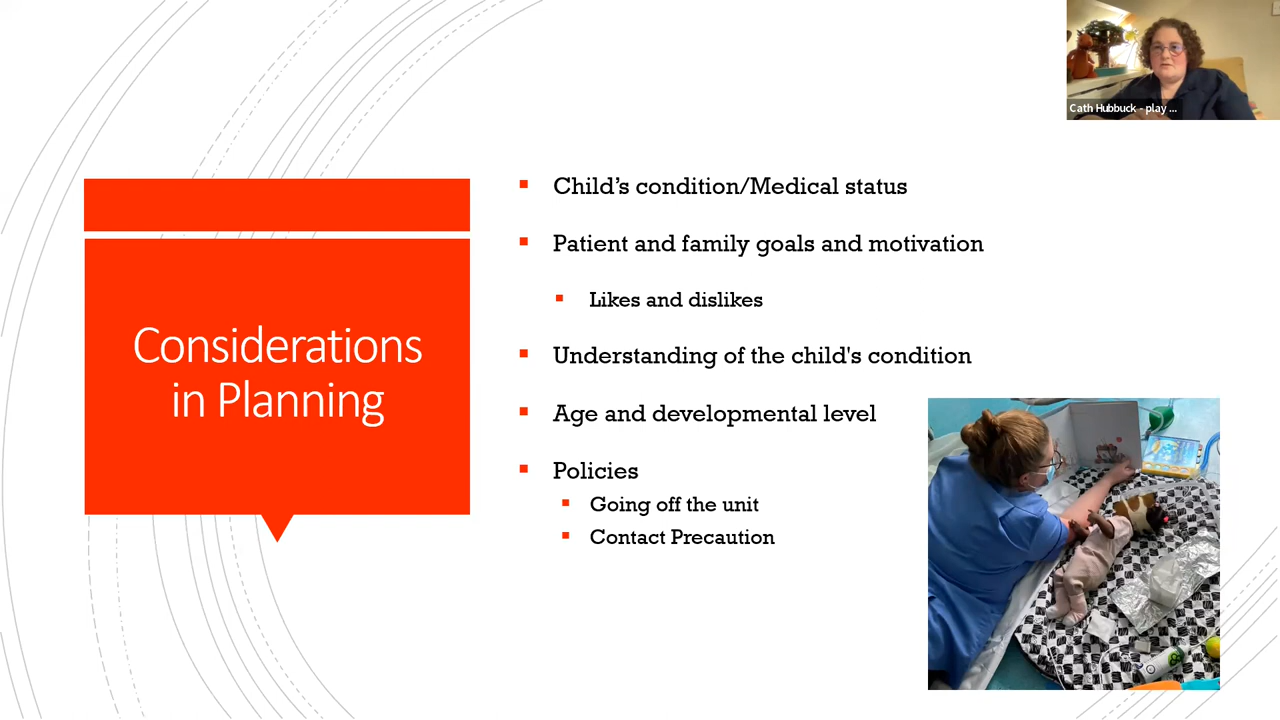 Cath Hubbuck - play ...
Considerations
in Planning
Child’s condition/Medical status
Patient and family goals and motivation
Likes and dislikes
Understanding of the child's condition
Age and developmental level
Policies
Going off the unit
Contact Precaution